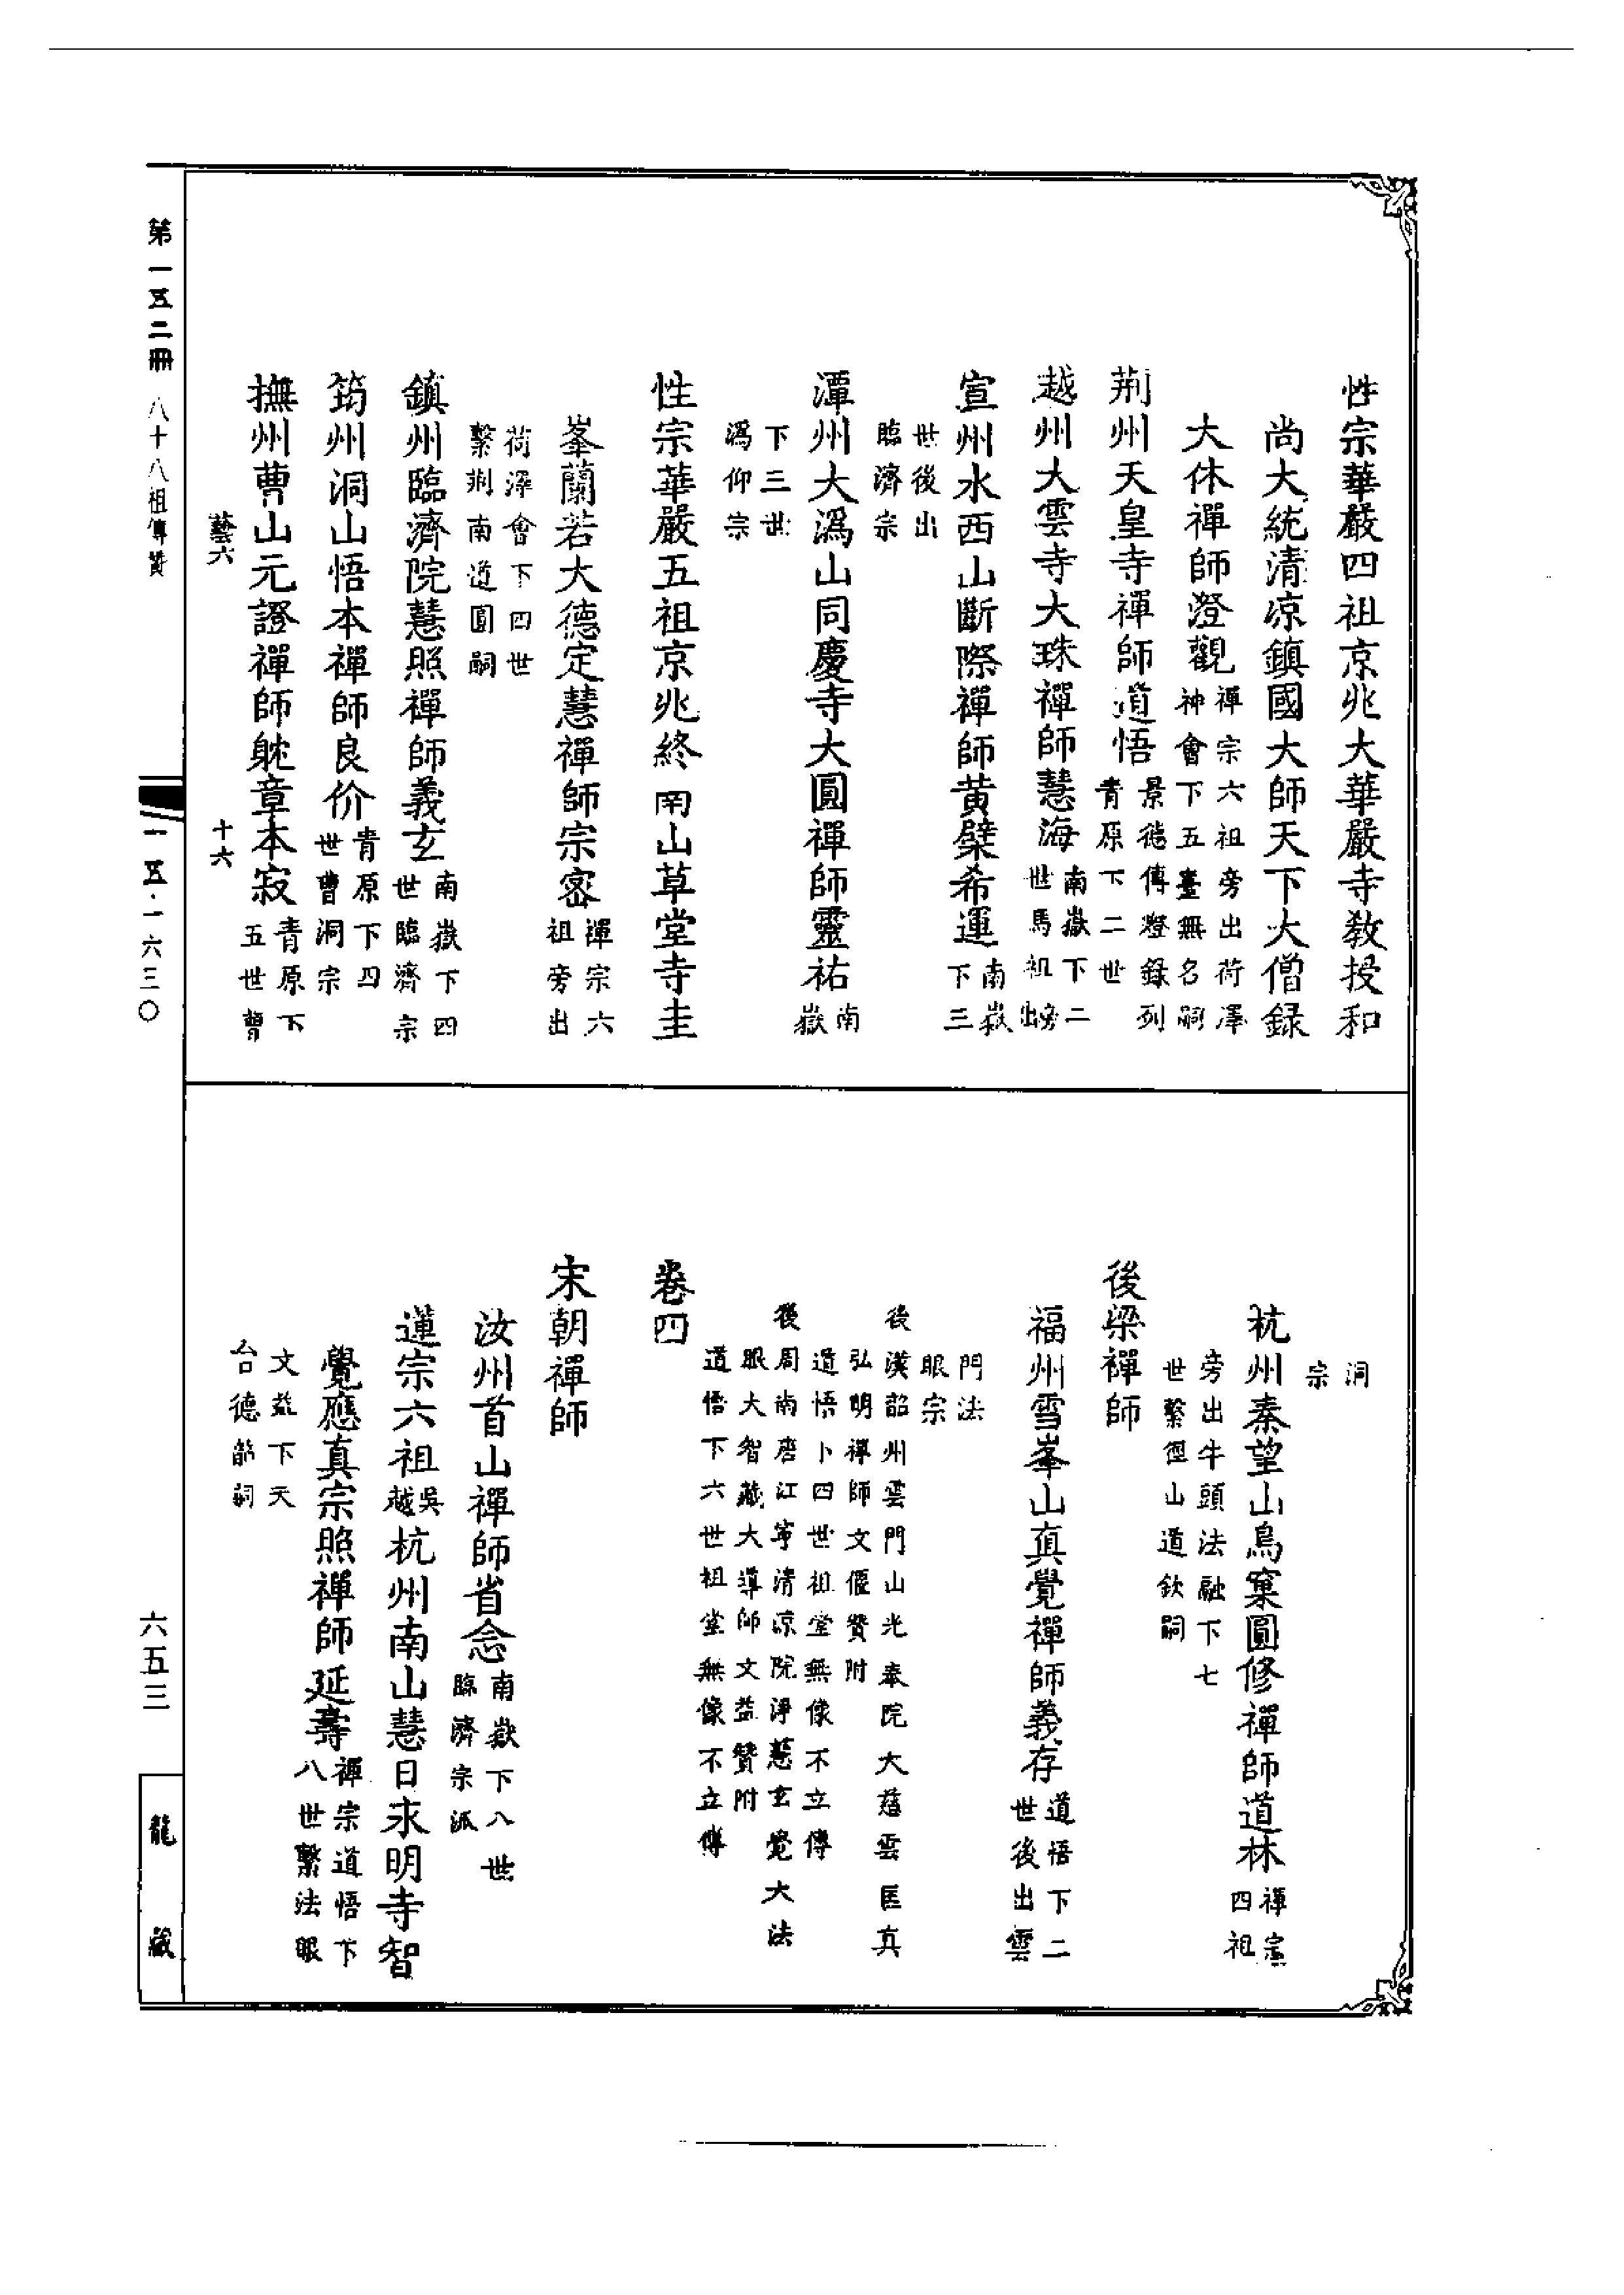 性宗華嚴四祖京兆大華嚴寺教授和
尚大統清凉鎮國大師天下大僧録
大休禪師澄觀禪宗六祖旁出荷澤
神會下五臺無名嗣
荆州天皇寺禪師道悟景德傳燈録列
青原下二世
越州大雲寺大珠禪師慧海南嶽下二
世馬祖旁出
宣州水西山斷際禪師黄檗希運南嶽
下三
世後出
臨濟宗
潭州大溈山同慶寺大圓禪師靈祐南
嶽
下三世
溈仰宗
性宗華嚴五祖京兆終南山草堂寺圭
峯蘭若大德定慧禪師宗密禪宗六
祖旁出
荷澤會下四世
繫荆南道圓嗣
鎮州臨濟院慧照禪師義玄南嶽下四
世臨濟宗
筠州洞山悟本禪師良价青原下四
世曹洞宗
撫州曹山元證禪師躭章本寂青原下
五世曹
藝六
十六
洞
宗
杭州秦望山鳥窠圓修禪師道林禪宗
四祖
旁出牛頭法融下七
世繫徑山道欽嗣
後梁禪師
福州雪峯山真覺禪師義存道悟下二
世後出雲
門法
眼宗
後漢韶州雲門山光奉院大慈雲匡真
弘明禪師文偃贊附
道悟下四世祖堂無像不立傳
後周南唐江寧清凉院淨慧玄覺大法
眼大智藏大導師文益贊附
道悟下六世祖堂無像不立傳
卷四
宋朝禪師
汝州首山禪師省念南嶽下八世
臨濟宗派
蓮宗六祖吳
越杭州南山慧日永明寺智
覺應真宗照禪師延壽禪宗道悟下
八世繫法眼
文益下天
台德韶嗣
第一五二冊 八十八祖傳贊
一五·一六三〇
六五三
龍藏